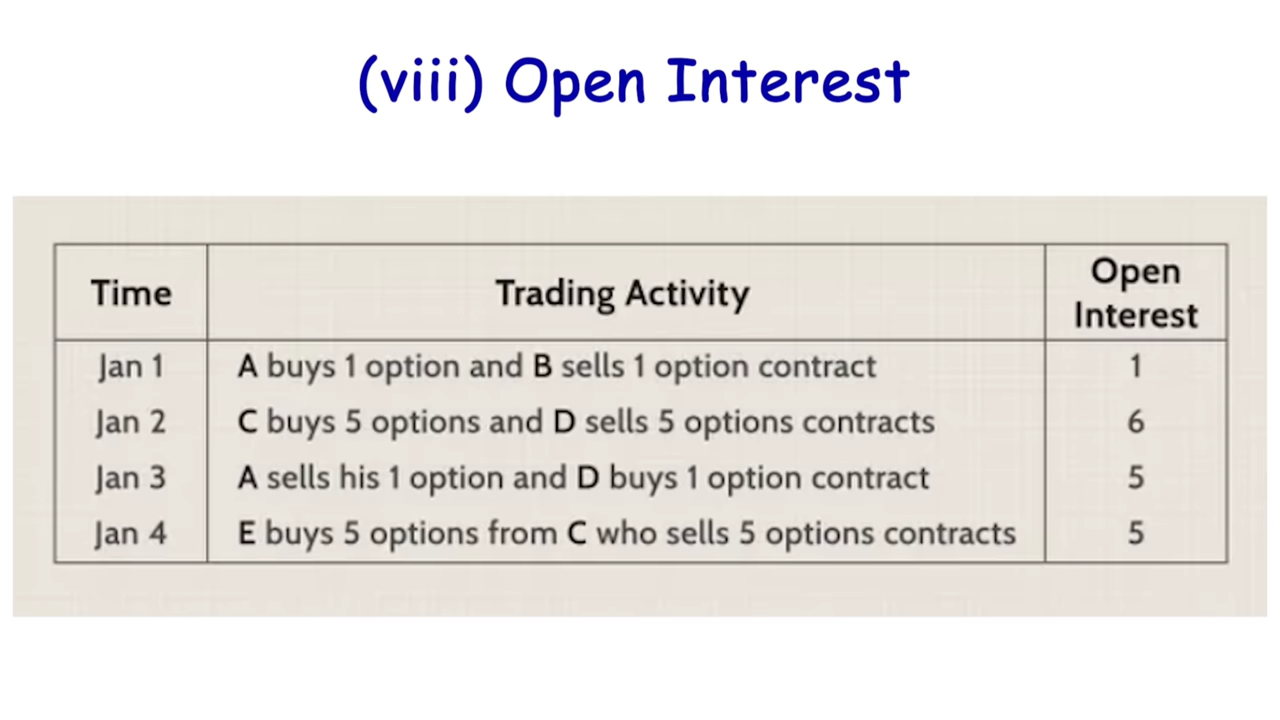 (viii) Open Interest
Time Trading Activity Open Interest
Jan 1 A buys 1 option and B sells 1 option contract 1
Jan 2 C buys 5 options and D sells 5 options contracts 6
Jan 3 A sells his 1 option and D buys 1 option contract 5
Jan 4 E buys 5 options from C who sells 5 options contracts 5